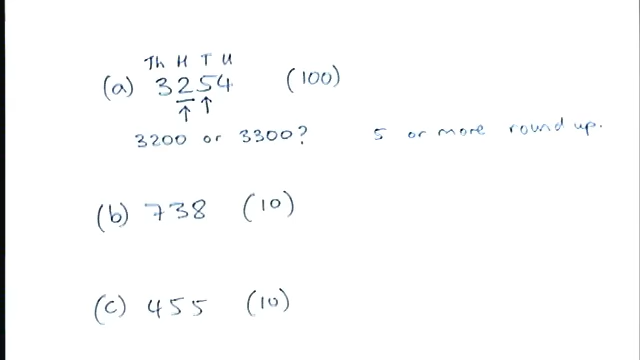 Th H T U
(a) 3254 (100)
↑ ↑
3200 or 3300? 5 or more round up.
(b) 738 (10)
(c) 455 (10)